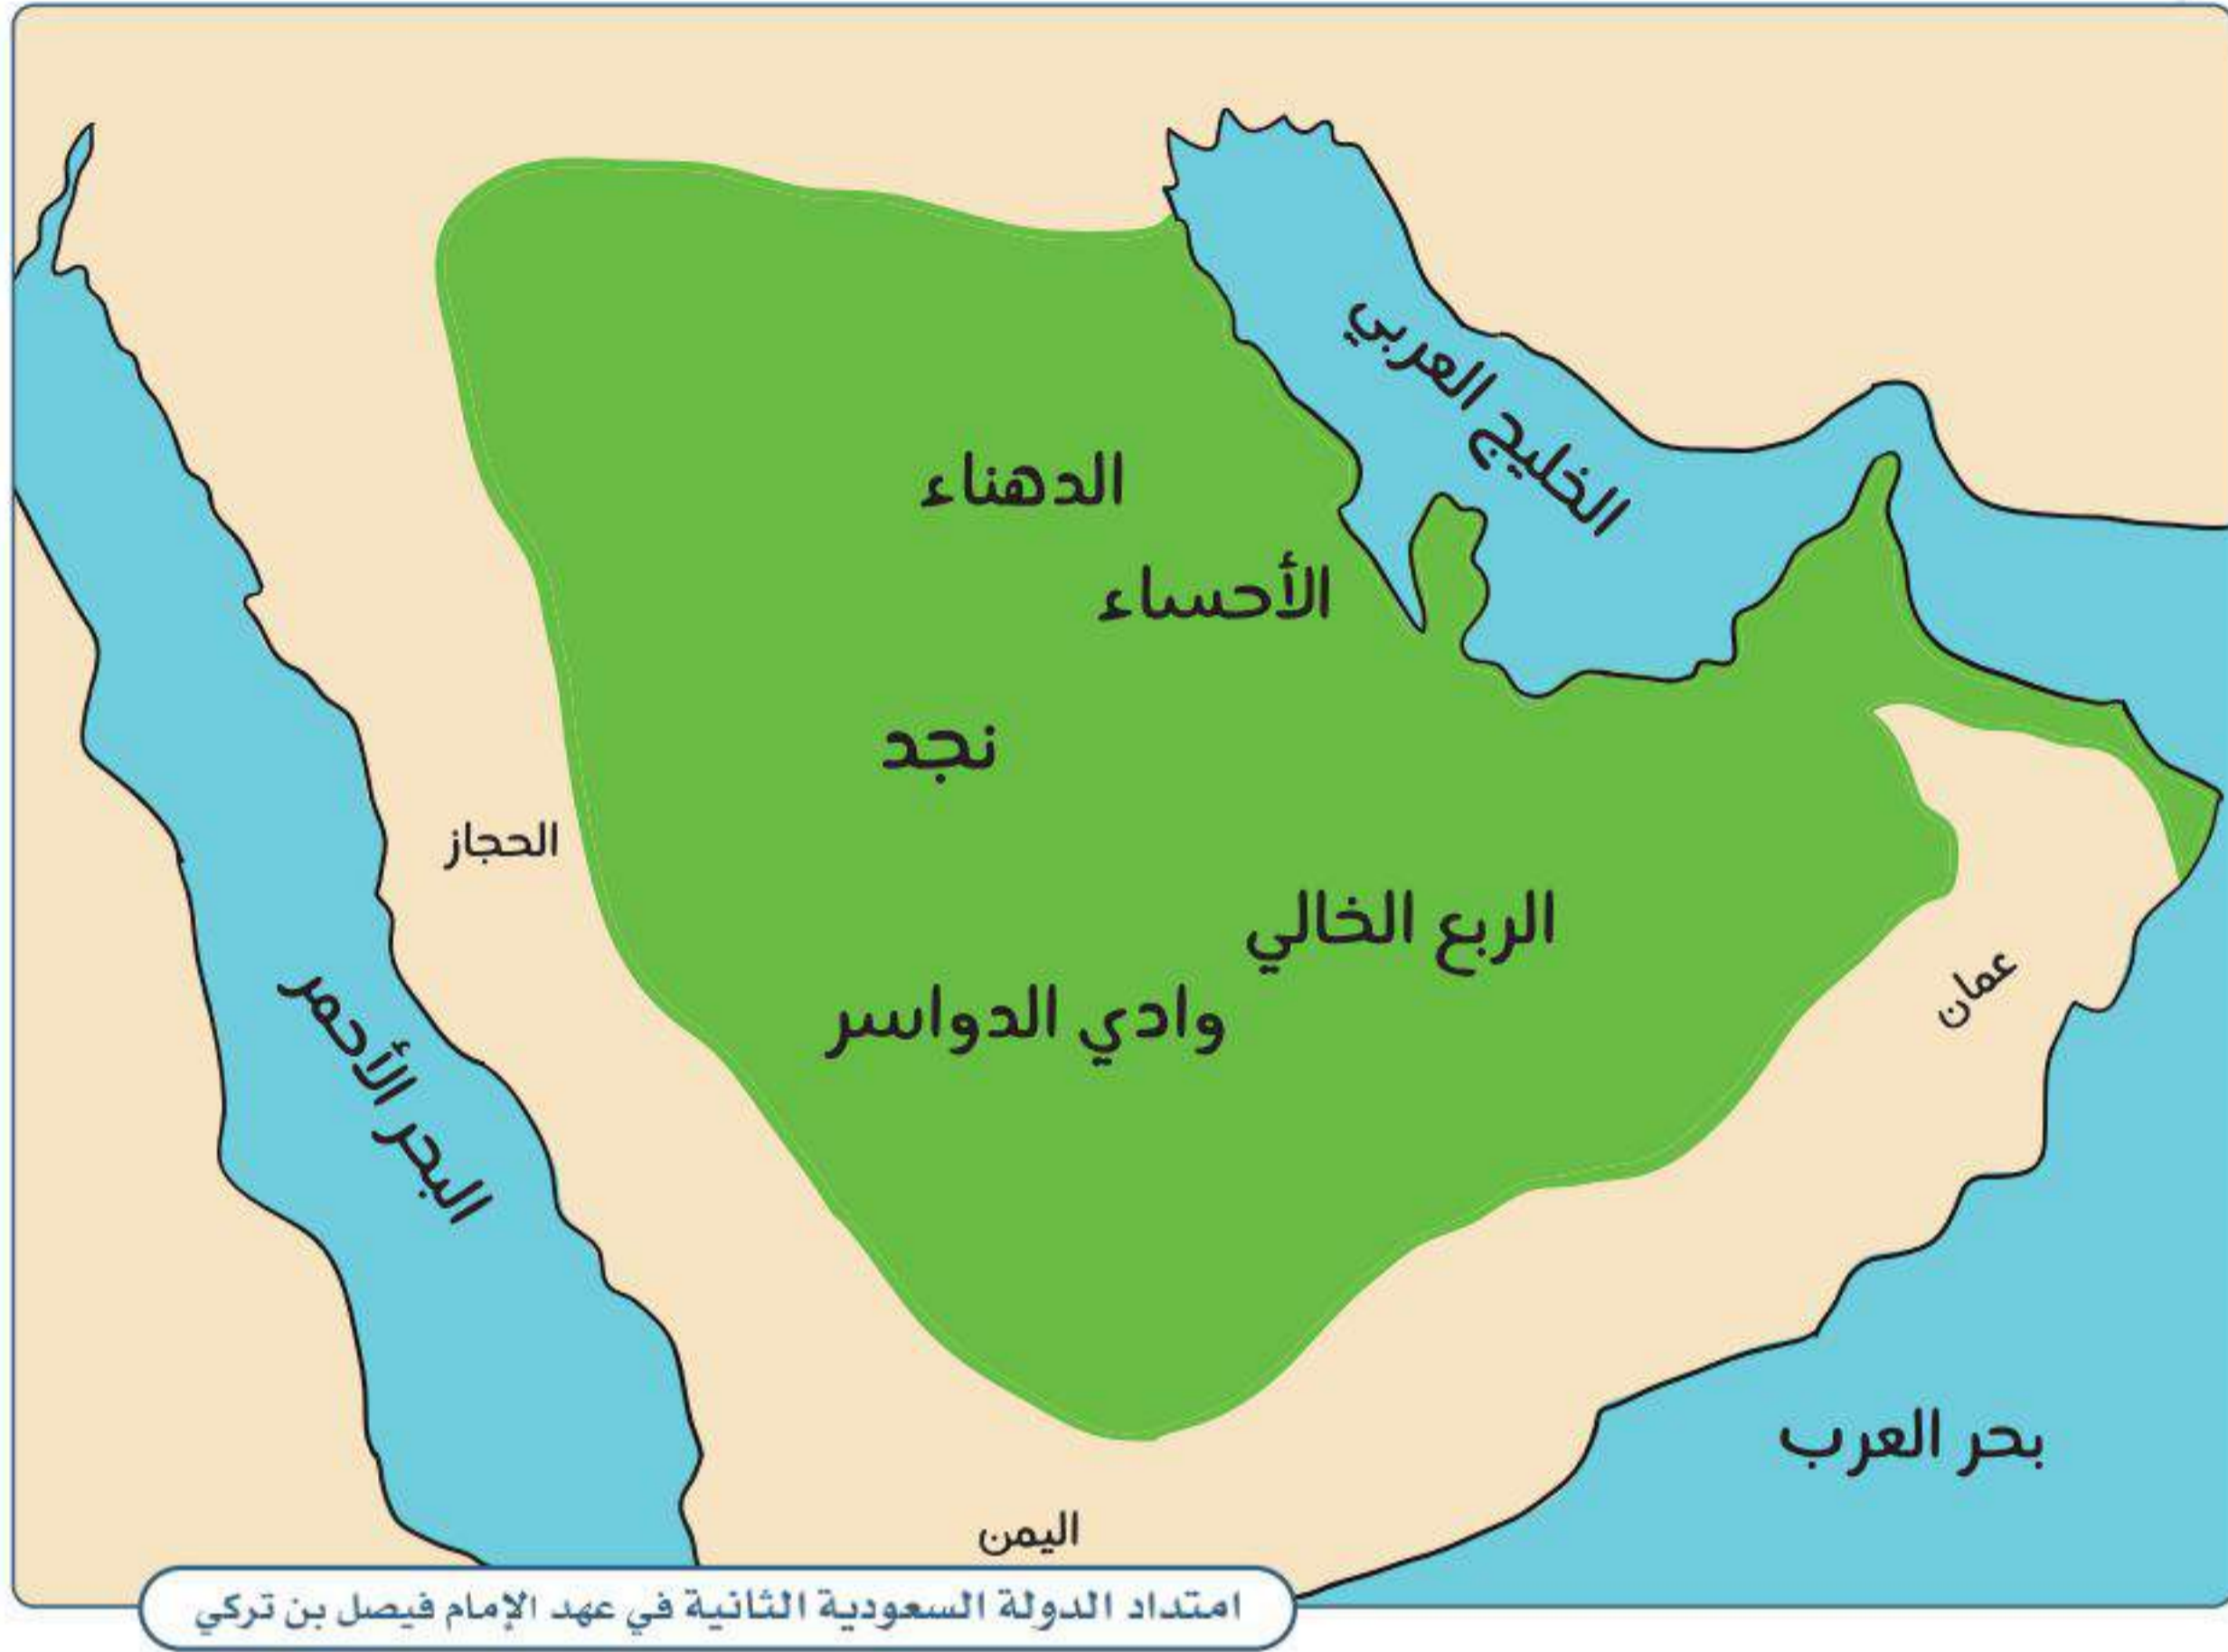 الخليج العربي
الدهناء
الأحساء
نجد
الحجاز
الربع الخالي
عمان
وادي الدواسر
البحر الأحمر
بحر العرب
اليمن
امتداد الدولة السعودية الثانية في عهد الإمام فيصل بن تركي